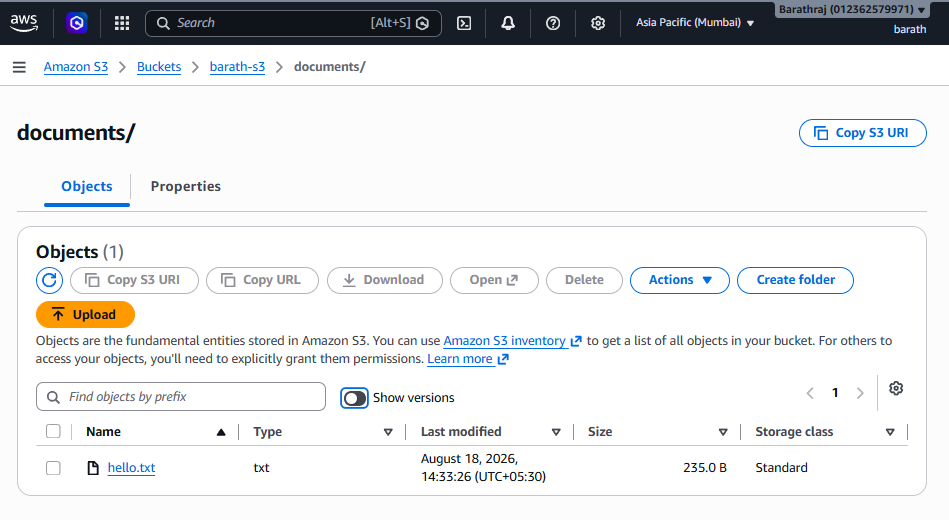 aws
Search [Alt+S]
Asia Pacific (Mumbai)
Barathraj (012362579971)
barath
Amazon S3 > Buckets > barath-s3 > documents/
documents/
Copy S3 URI
Objects
Properties
Objects (1)
Copy S3 URI
Copy URL
Download
Open
Delete
Actions
Create folder
Upload
Objects are the fundamental entities stored in Amazon S3. You can use Amazon S3 inventory to get a list of all objects in your bucket. For others to
access your objects, you'll need to explicitly grant them permissions. Learn more
Find objects by prefix
Show versions
1
Name Type Last modified Size Storage class
hello.txt txt August 18, 2026, 235.0 B Standard
14:33:26 (UTC+05:30)